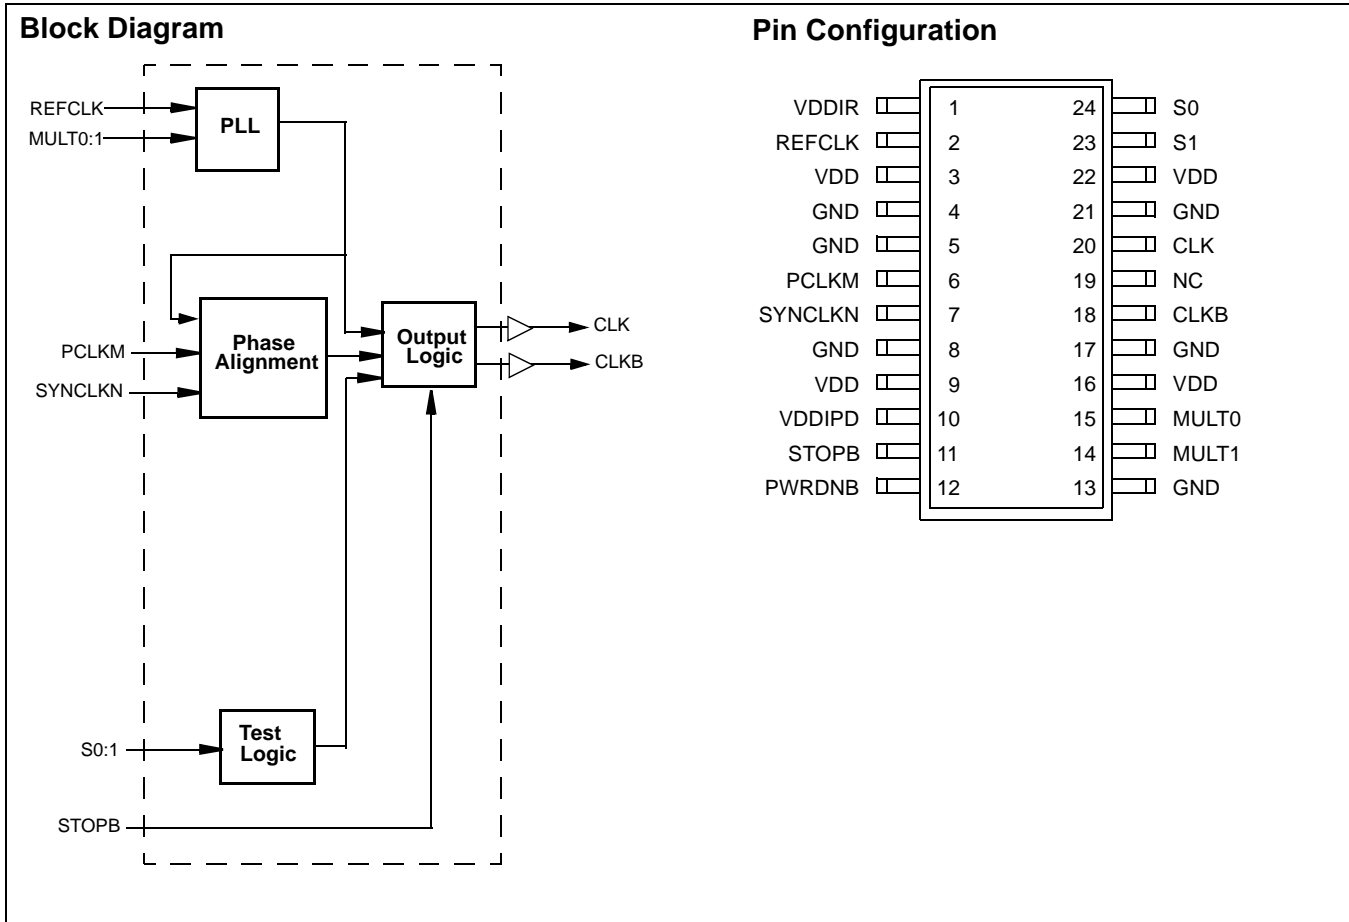 Block Diagram
REFCLK
MULT0:1
PLL
PCLKM
SYNCLKN
Phase
Alignment
Output
Logic
CLK
CLKB
S0:1
Test
Logic
STOPB
Pin Configuration
VDDIR 1 24 S0
REFCLK 2 23 S1
VDD 3 22 VDD
GND 4 21 GND
GND 5 20 CLK
PCLKM 6 19 NC
SYNCLKN 7 18 CLKB
GND 8 17 GND
VDD 9 16 VDD
VDDIPD 10 15 MULT0
STOPB 11 14 MULT1
PWRDNB 12 13 GND